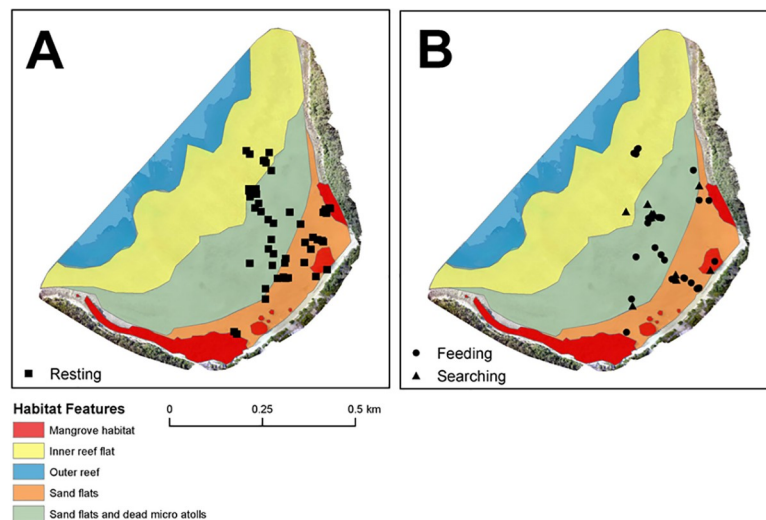 A
B
Resting
Feeding
Searching
Habitat Features
0 0.25 0.5 km
Mangrove habitat
Inner reef flat
Outer reef
Sand flats
Sand flats and dead micro atolls